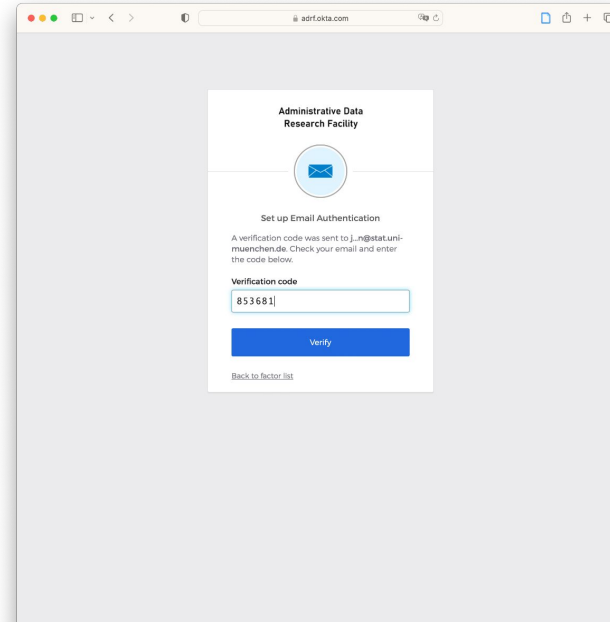 adrf.okta.com
Administrative Data
Research Facility
Set up Email Authentication
A verification code was sent to j...n@stat.uni-
muenchen.de. Check your email and enter
the code below.
Verification code
853681
Verify
Back to factor list